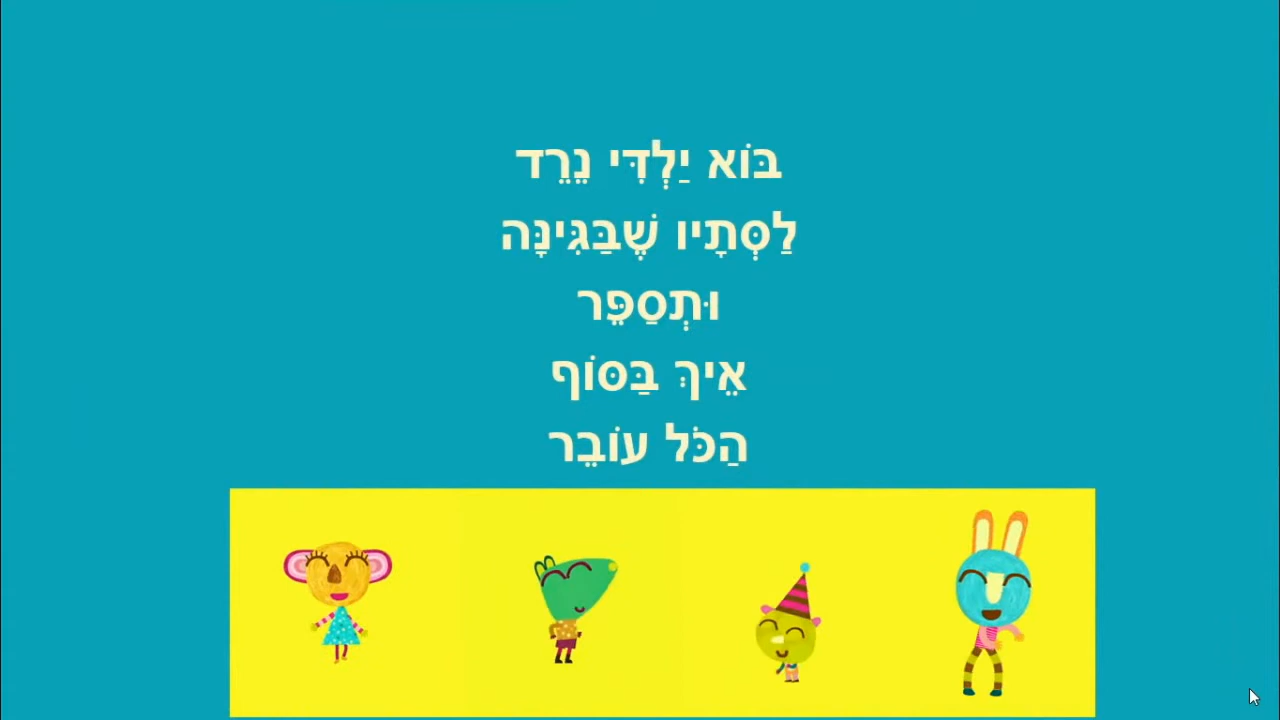 בּוֹא יַלְדִּי נֵרֵד
לַסְּתָיו שֶׁבַּגִּינָּה
וּתְסַפֵּר
אֵיךְ בַּסּוֹף
הַכֹּל עוֹבֵר